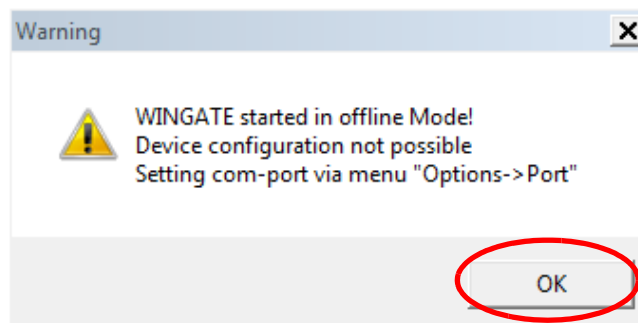 Warning
WINGATE started in offline Mode!
Device configuration not possible
Setting com-port via menu "Options->Port"
OK